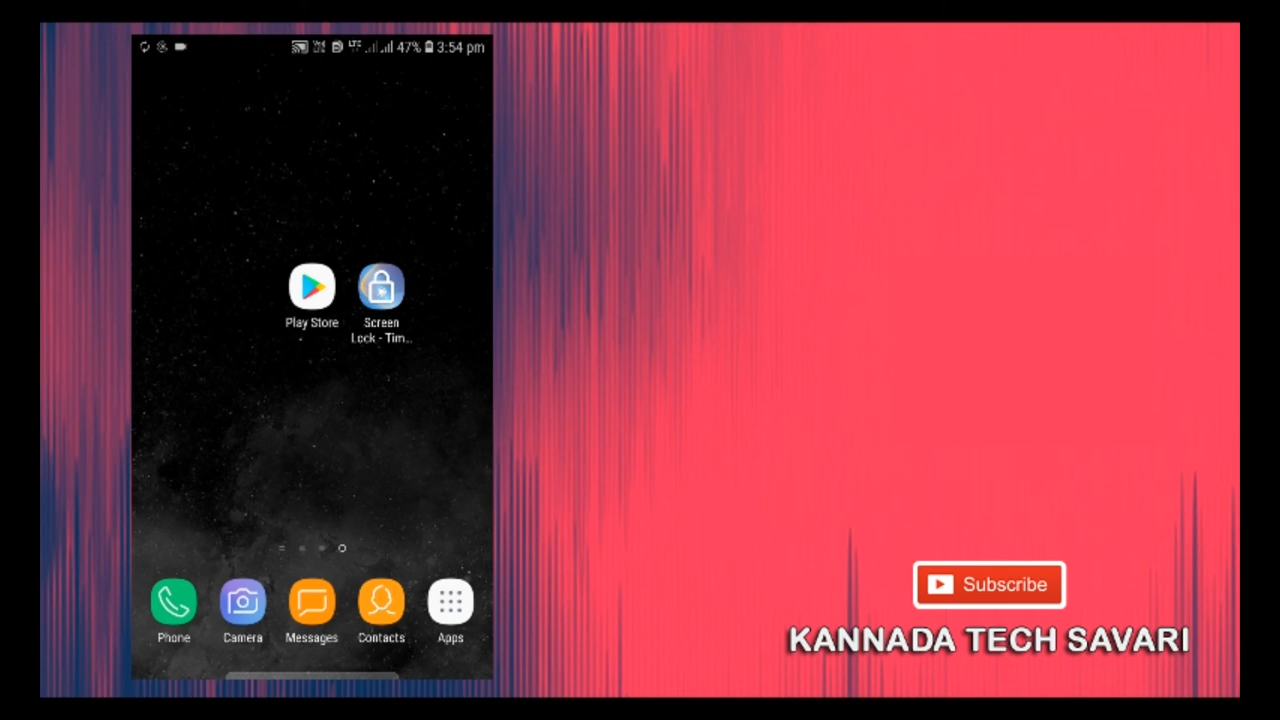 47% 3:54 pm
Play Store
Screen
Lock - Tim...
Phone
Camera
Messages
Contacts
Apps
Subscribe
KANNADA TECH SAVARI